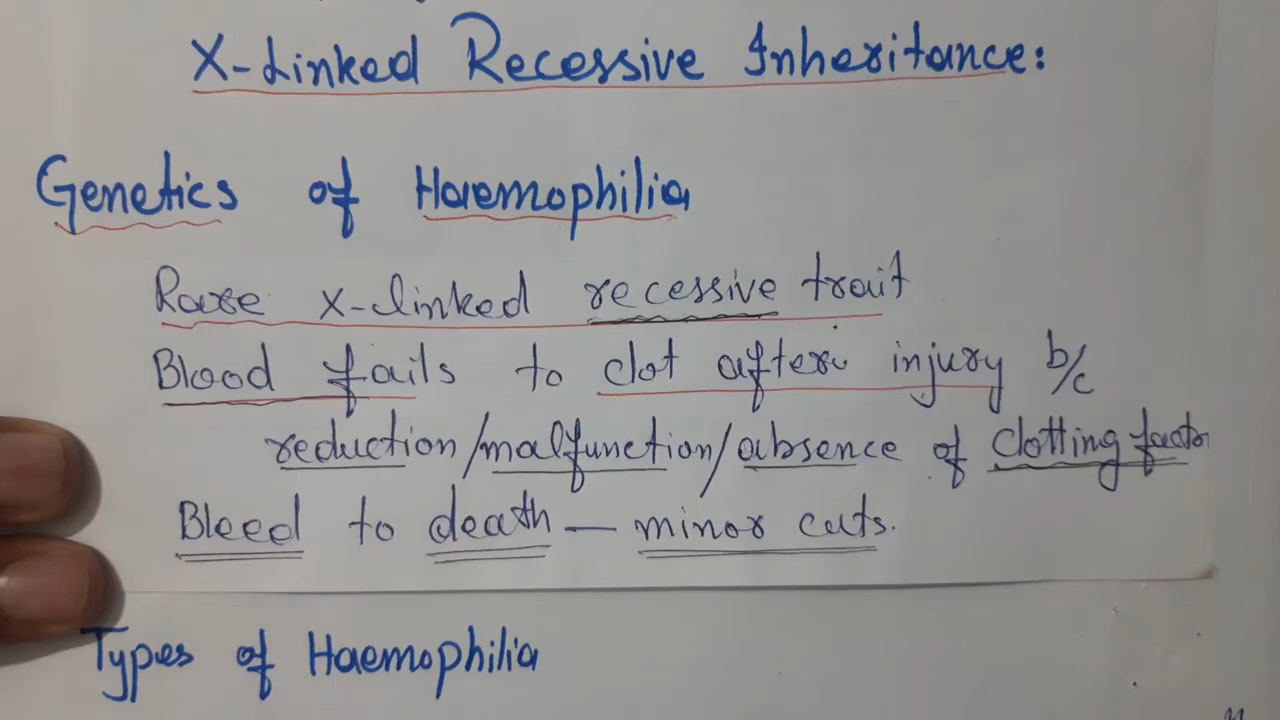 X-Linked Recessive Inheritance:
Genetics of Haemophilia
Rare X-linked recessive trait
Blood fails to clot after injury b/c
reduction/malfunction/absence of Clotting factor
Bleed to death — minor cuts.
Types of Haemophilia